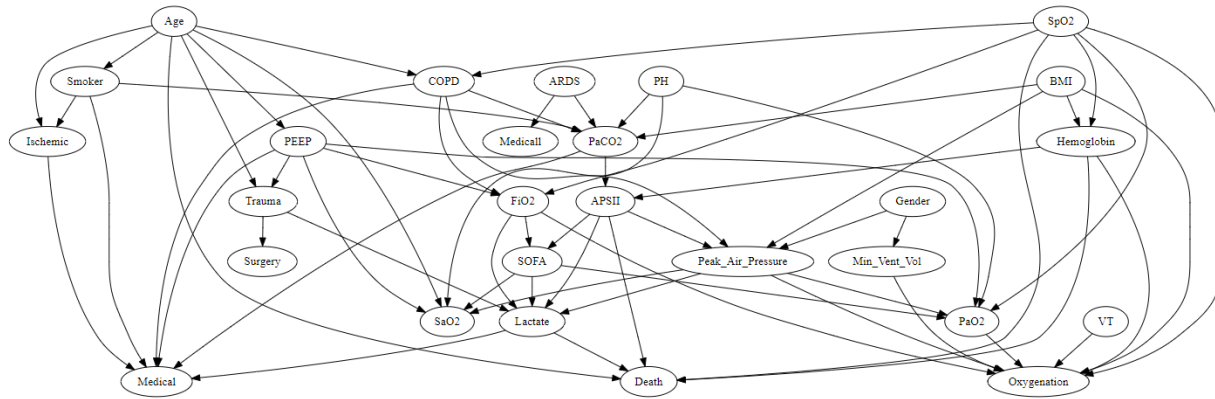 Age
SpO2
Smoker
COPD
ARDS
PH
BMI
Ischemic
PEEP
Medicall
PaCO2
Hemoglobin
Trauma
FiO2
APSII
Gender
Surgery
SOFA
Peak_Air_Pressure
Min_Vent_Vol
SaO2
Lactate
PaO2
VT
Medical
Death
Oxygenation